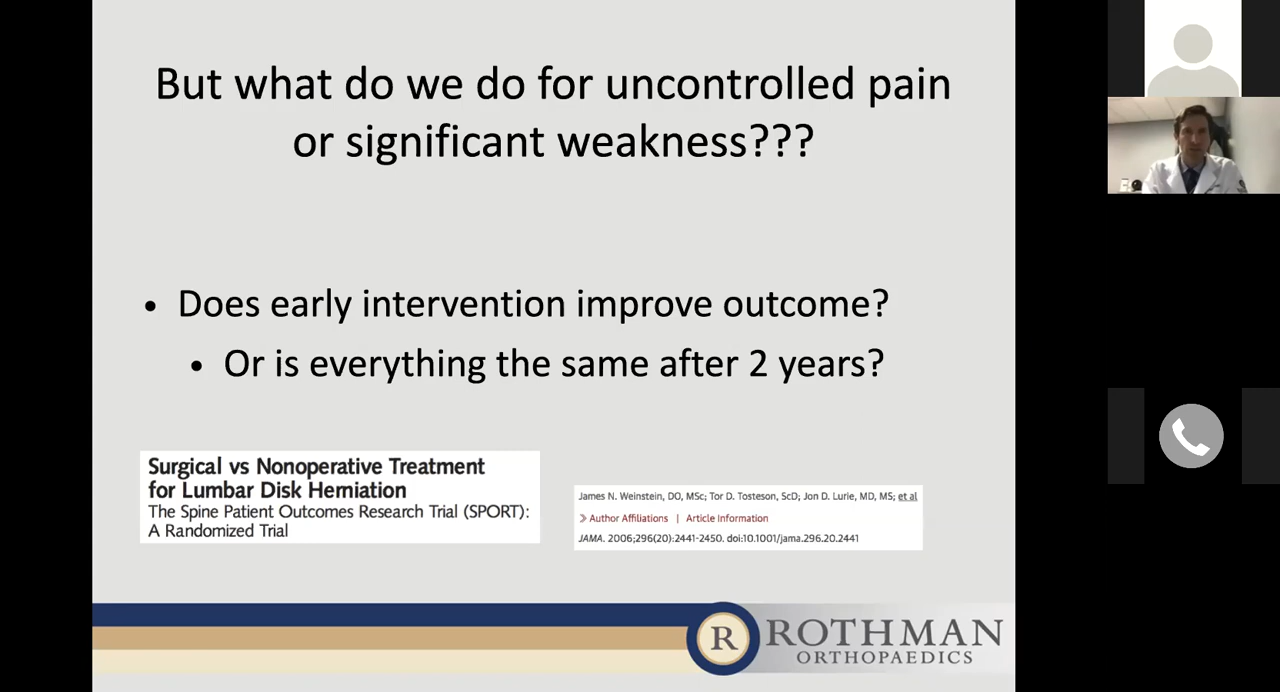 But what do we do for uncontrolled pain
or significant weakness???
• Does early intervention improve outcome?
• Or is everything the same after 2 years?
Surgical vs Nonoperative Treatment
for Lumbar Disk Herniation
The Spine Patient Outcomes Research Trial (SPORT):
A Randomized Trial
James N. Weinstein, DO, MSc; Tor D. Tosteson, ScD; Jon D. Lurie, MD, MS; et al
» Author Affiliations | Article Information
JAMA. 2006;296(20):2441-2450. doi:10.1001/jama.296.20.2441
R
ROTHMAN
ORTHOPAEDICS